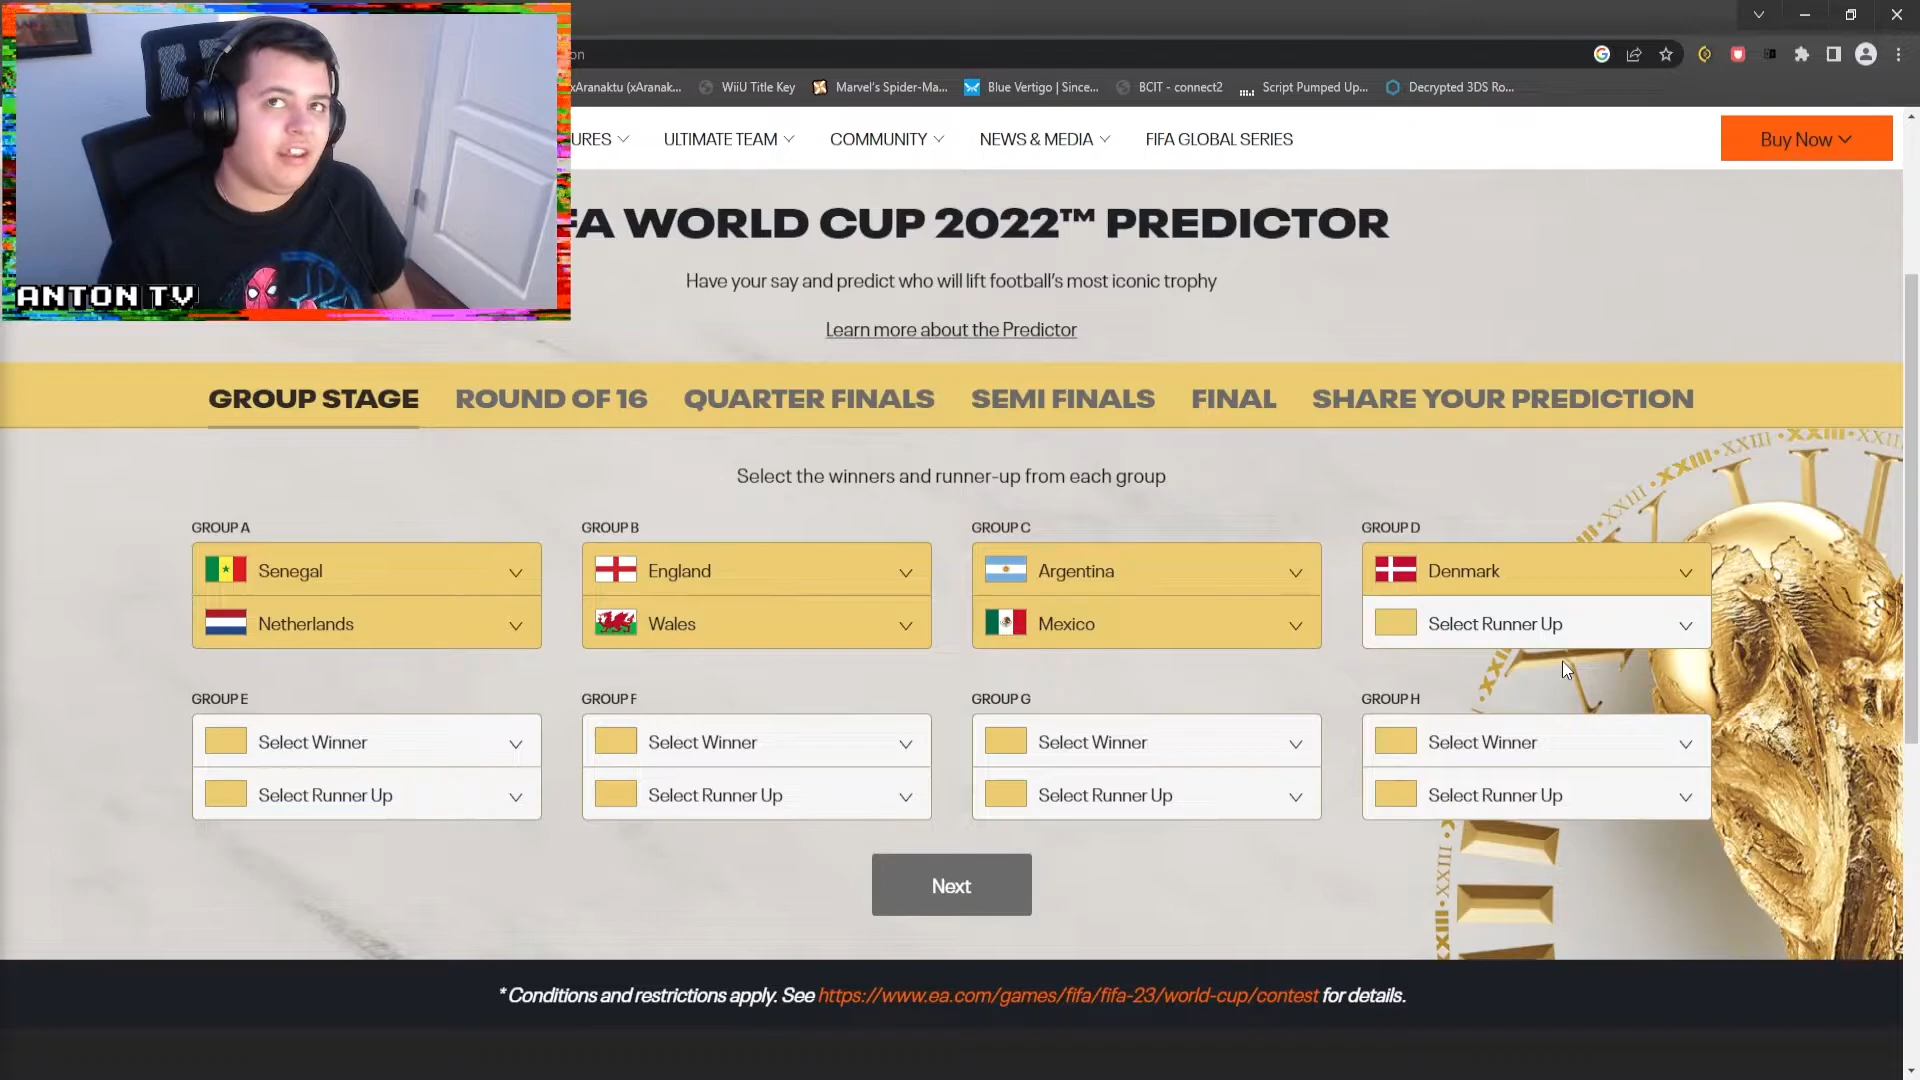 on
xAranaktu (xAranak...
WiiU Title Key
Marvel's Spider-Ma...
Blue Vertigo | Since...
BCIT - connect2
Script Pumped Up...
Decrypted 3DS Ro...
URES
ULTIMATE TEAM
COMMUNITY
NEWS & MEDIA
FIFA GLOBAL SERIES
Buy Now
FA WORLD CUP 2022™ PREDICTOR
Have your say and predict who will lift football's most iconic trophy
ANTON TV
Learn more about the Predictor
GROUP STAGE
ROUND OF 16
QUARTER FINALS
SEMI FINALS
FINAL
SHARE YOUR PREDICTION
Select the winners and runner-up from each group
GROUP A
Senegal
Netherlands
GROUP B
England
Wales
GROUP C
Argentina
Mexico
GROUP D
Denmark
Select Runner Up
GROUP E
Select Winner
Select Runner Up
GROUP F
Select Winner
Select Runner Up
GROUP G
Select Winner
Select Runner Up
GROUP H
Select Winner
Select Runner Up
Next
* Conditions and restrictions apply. See https://www.ea.com/games/fifa/fifa-23/world-cup/contest for details.